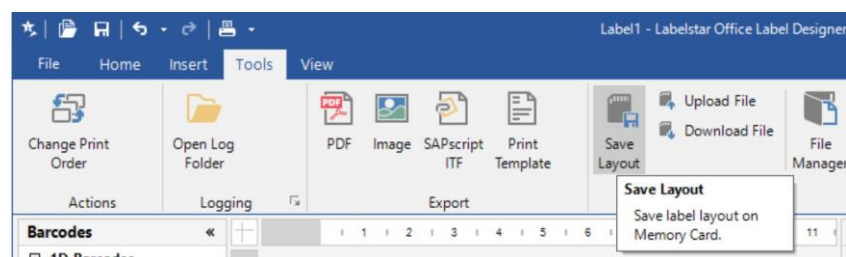 Label1 - Labelstar Office Label Designer
File Home Insert Tools View
Change Print
Order
Open Log
Folder
PDF
PDF
Image
SAPscript
ITF
Print
Template
Save
Layout
Upload File
Download File
File
Manager
Actions
Logging
Export
Save Layout
Save label layout on
Memory Card.
Barcodes
1 2 3 4 5 6 11